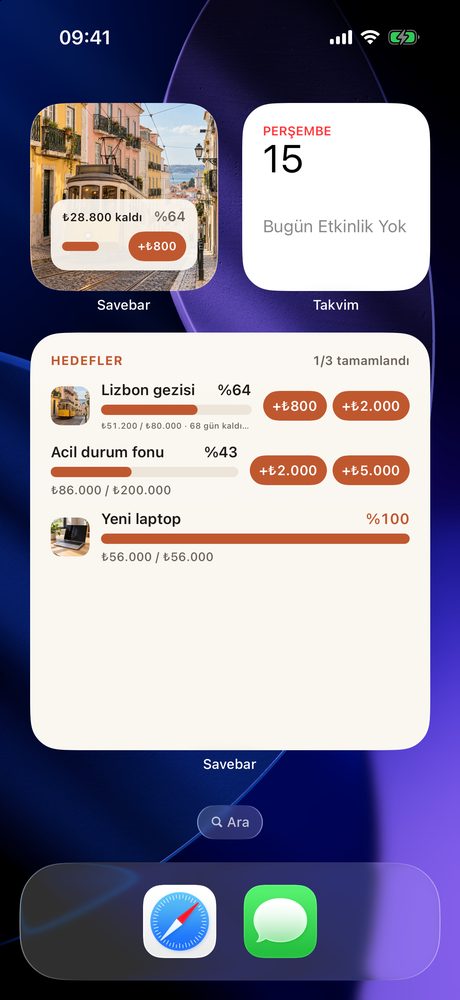 09:41
₺28.800 kaldı %64
+₺800
Savebar
PERŞEMBE
15
Bugün Etkinlik Yok
Takvim
HEDEFLER 1/3 tamamlandı
Lizbon gezisi %64
₺51.200 / ₺80.000 · 68 gün kaldı...
+₺800 +₺2.000
Acil durum fonu %43
₺86.000 / ₺200.000
+₺2.000 +₺5.000
Yeni laptop %100
₺56.000 / ₺56.000
Savebar
Ara